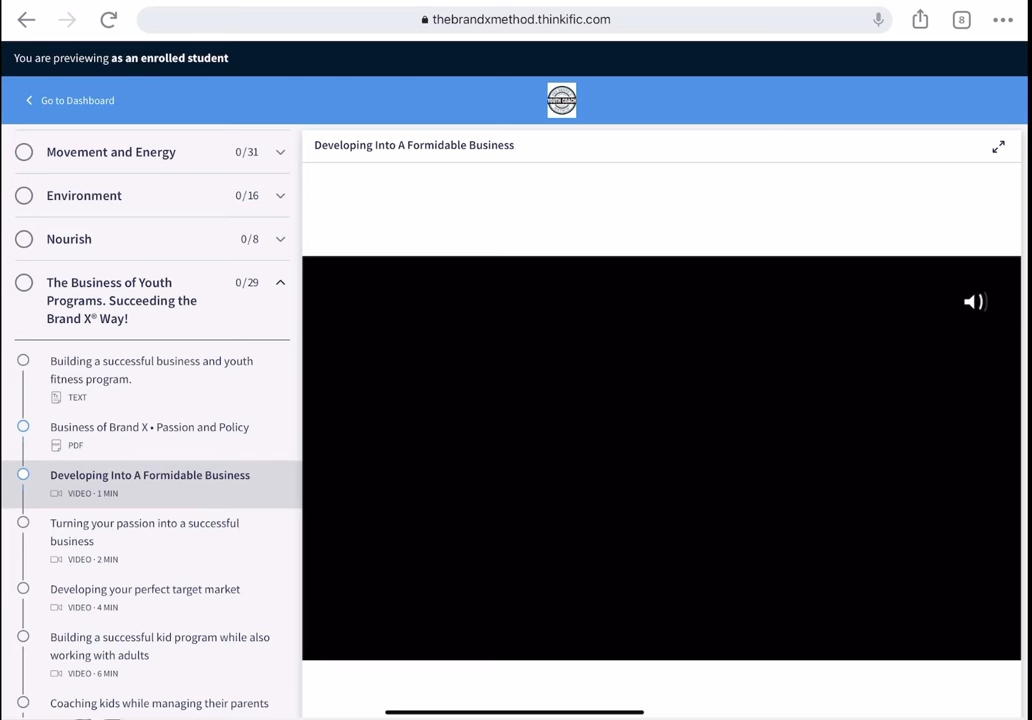 thebrandxmethod.thinkific.com
8
You are previewing as an enrolled student
Go to Dashboard
YOUTH COACH
Movement and Energy 0/31
Environment 0/16
Nourish 0/8
The Business of Youth 0/29
Programs. Succeeding the
Brand X® Way!
Building a successful business and youth
fitness program.
TEXT
Business of Brand X • Passion and Policy
PDF
Developing Into A Formidable Business
VIDEO · 1 MIN
Turning your passion into a successful
business
VIDEO · 2 MIN
Developing your perfect target market
VIDEO · 4 MIN
Building a successful kid program while also
working with adults
VIDEO · 6 MIN
Coaching kids while managing their parents
Developing Into A Formidable Business